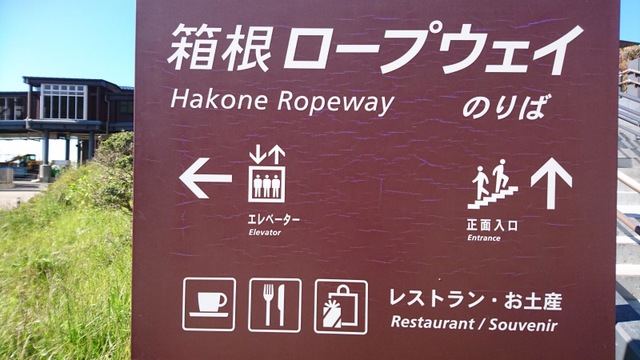 箱根ロープウェイ
Hakone Ropeway のりば
エレベーター
Elevator
正面入口
Entrance
レストラン・お土産
Restaurant / Souvenir